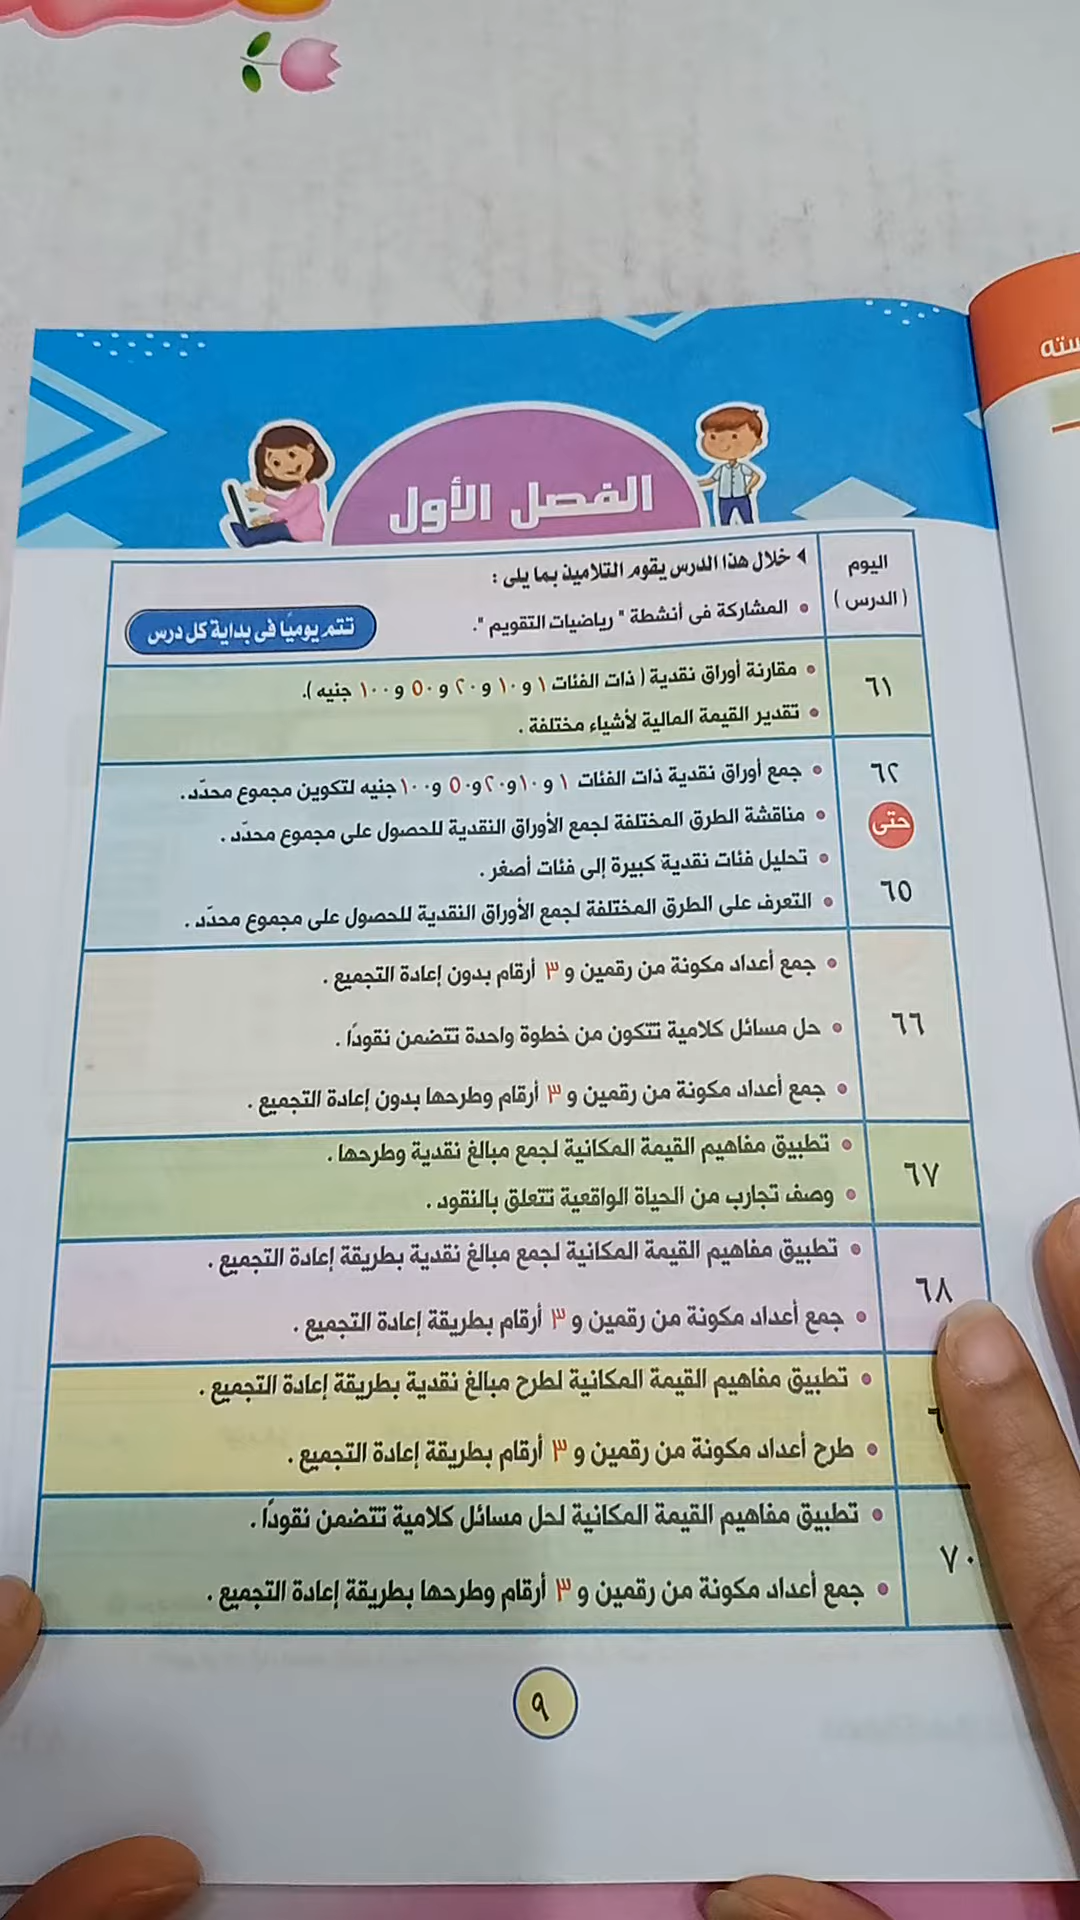 سته
الفصل الأول
اليوم
( الدرس )
خلال هذا الدرس يقوم التلاميذ بما يلى :
• المشاركة فى أنشطة " رياضيات التقويم ".
تتم يوميًا فى بداية كل درس
٦١
• مقارنة أوراق نقدية ( ذات الفئات ١ و ١٠ و ٢٠ و ٥٠ و ١٠٠ جنيه ).
• تقدير القيمة المالية لأشياء مختلفة .
٦٢
حتى
٦٥
• جمع أوراق نقدية ذات الفئات ١ و ١٠ و ٢٠ و ٥٠ و ١٠٠ جنيه لتكوين مجموع محدّد .
• مناقشة الطرق المختلفة لجمع الأوراق النقدية للحصول على مجموع محدّد .
• تحليل فئات نقدية كبيرة إلى فئات أصغر .
• التعرف على الطرق المختلفة لجمع الأوراق النقدية للحصول على مجموع محدّد .
٦٦
• جمع أعداد مكونة من رقمين و ٣ أرقام بدون إعادة التجميع .
• حل مسائل كلامية تتكون من خطوة واحدة تتضمن نقودًا .
• جمع أعداد مكونة من رقمين و ٣ أرقام وطرحها بدون إعادة التجميع .
٦٧
• تطبيق مفاهيم القيمة المكانية لجمع مبالغ نقدية وطرحها .
• وصف تجارب من الحياة الواقعية تتعلق بالنقود .
٦٨
• تطبيق مفاهيم القيمة المكانية لجمع مبالغ نقدية بطريقة إعادة التجميع .
• جمع أعداد مكونة من رقمين و ٣ أرقام بطريقة إعادة التجميع .
٦
• تطبيق مفاهيم القيمة المكانية لطرح مبالغ نقدية بطريقة إعادة التجميع .
• طرح أعداد مكونة من رقمين و ٣ أرقام بطريقة إعادة التجميع .
٧٠
• تطبيق مفاهيم القيمة المكانية لحل مسائل كلامية تتضمن نقودًا .
• جمع أعداد مكونة من رقمين و ٣ أرقام وطرحها بطريقة إعادة التجميع .
٩